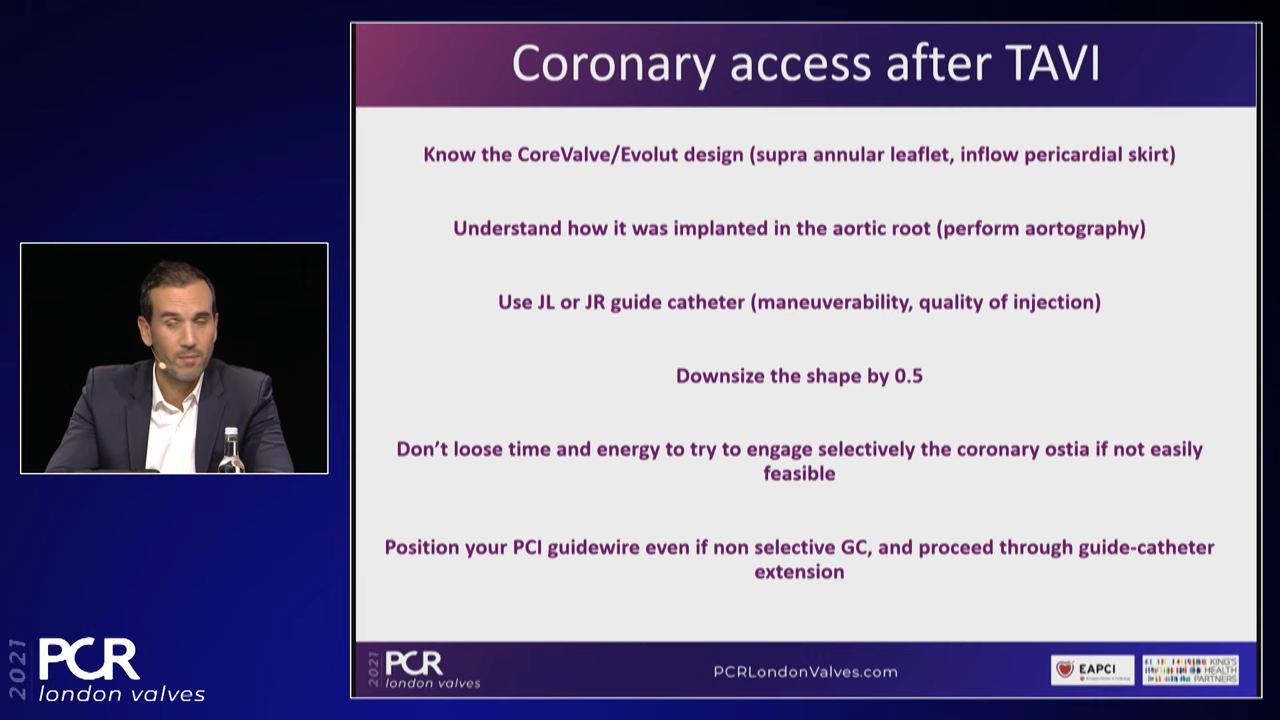 Coronary access after TAVI
Know the CoreValve/Evolut design (supra annular leaflet, inflow pericardial skirt)
Understand how it was implanted in the aortic root (perform aortography)
Use JL or JR guide catheter (maneuverability, quality of injection)
Downsize the shape by 0.5
Don't loose time and energy to try to engage selectively the coronary ostia if not easily
feasible
Position your PCI guidewire even if non selective GC, and proceed through guide-catheter
extension
2021
PCR
london valves
PCRLondonValves.com
EAPCI
KING'S
HEALTH
PARTNERS
2021
PCR
london valves